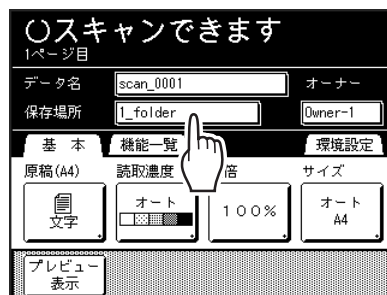 スキャンできます
1ページ目
データ名 scan_0001 オーナー
保存場所 1_folder Owner-1
基本 機能一覧 環境設定
原稿(A4) 読取濃度 倍 サイズ
文字 オート 100% オート A4
プレビュー
表示